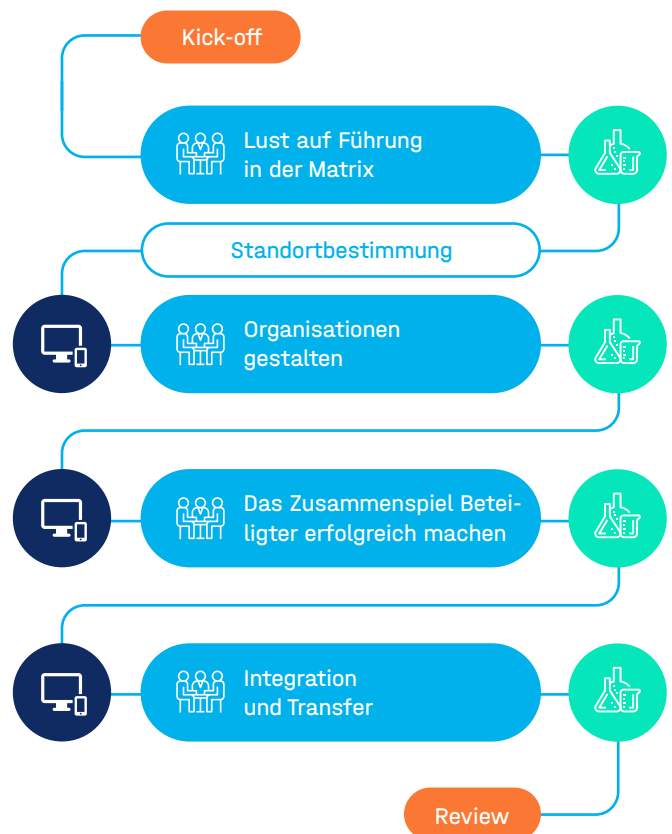 Kick-off
Lust auf Führung
in der Matrix
Standortbestimmung
Organisationen
gestalten
Das Zusammenspiel Betei-
ligter erfolgreich machen
Integration
und Transfer
Review